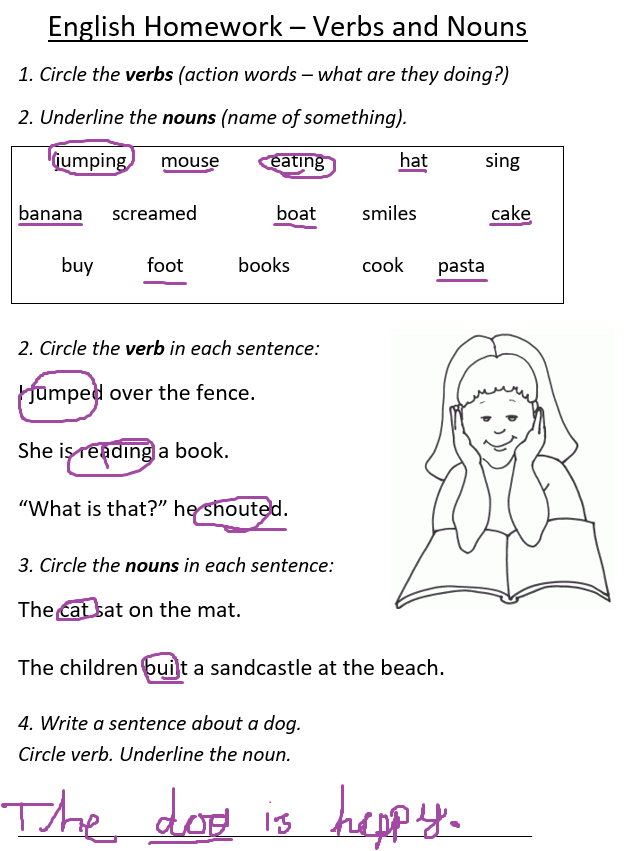 English Homework – Verbs and Nouns
1. Circle the verbs (action words – what are they doing?)
2. Underline the nouns (name of something).
jumping mouse eating hat sing
banana screamed boat smiles cake
buy foot books cook pasta
2. Circle the verb in each sentence:
I jumped over the fence.
She is reading a book.
“What is that?” he shouted.
3. Circle the nouns in each sentence:
The cat sat on the mat.
The children built a sandcastle at the beach.
4. Write a sentence about a dog.
Circle verb. Underline the noun.
The dog is heppy.